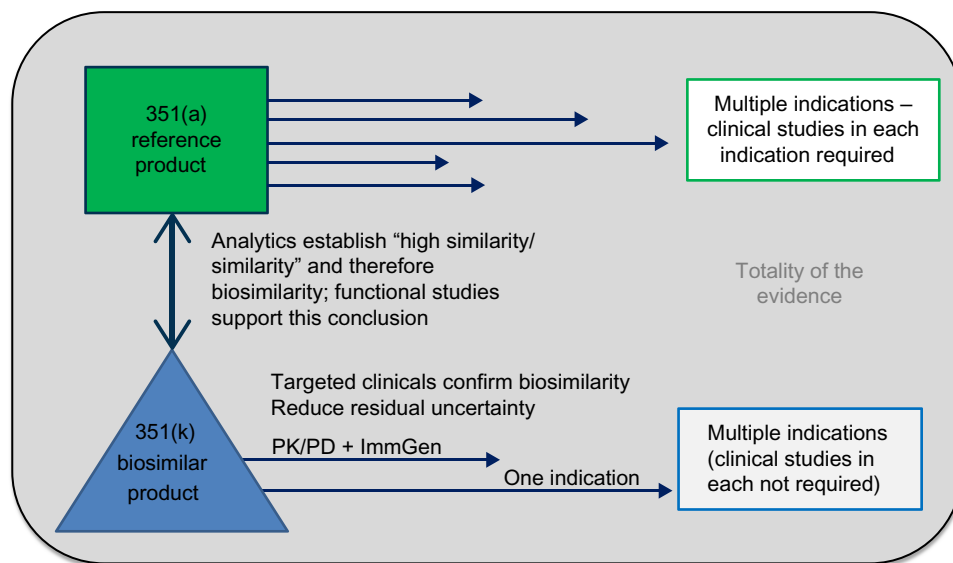 351(a)
reference
product
Multiple indications –
clinical studies in each
indication required
Analytics establish “high similarity/
similarity” and therefore
biosimilarity; functional studies
support this conclusion
Totality of the
evidence
Targeted clinicals confirm biosimilarity
Reduce residual uncertainty
351(k)
biosimilar
product
PK/PD + ImmGen
One indication
Multiple indications
(clinical studies in
each not required)